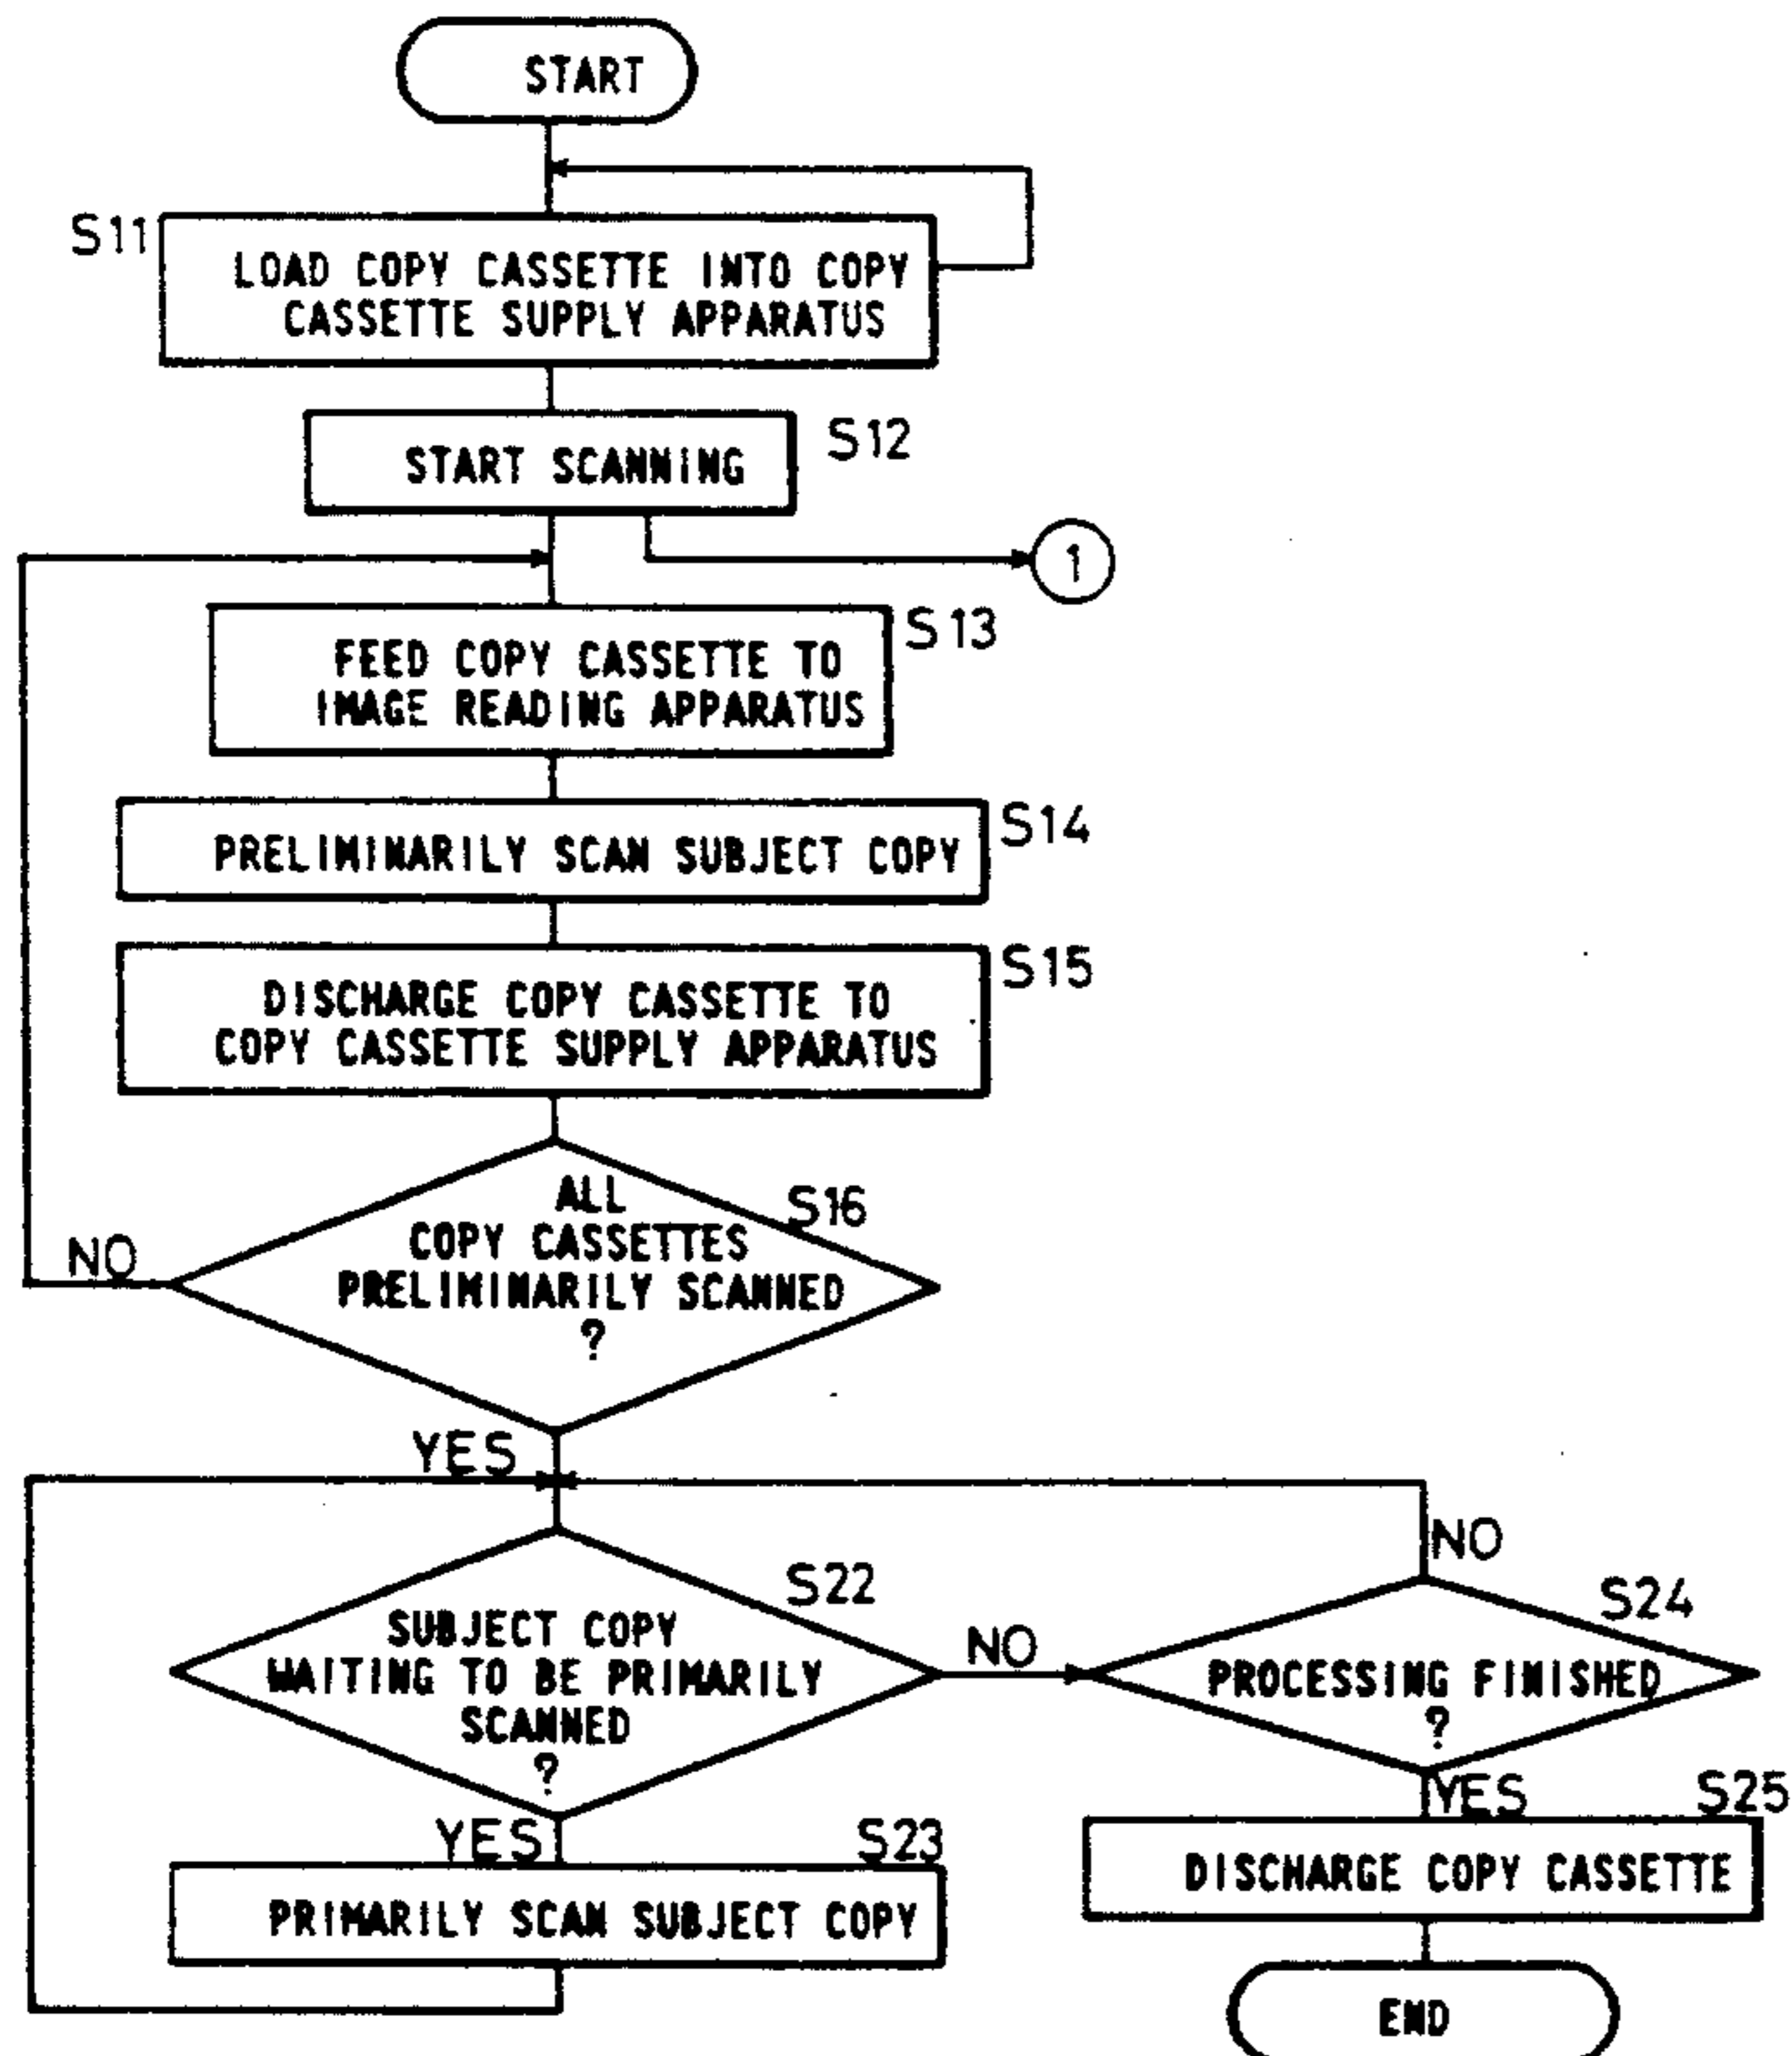 START
S11
LOAD COPY CASSETTE INTO COPY
CASSETTE SUPPLY APPARATUS
START SCANNING
S12
1
S13
FEED COPY CASSETTE TO
IMAGE READING APPARATUS
PRELIMINARILY SCAN SUBJECT COPY
S14
S15
DISCHARGE COPY CASSETTE TO
COPY CASSETTE SUPPLY APPARATUS
S16
ALL
COPY CASSETTES
PRELIMINARILY SCANNED
?
NO
YES
S22
SUBJECT COPY
WAITING TO BE PRIMARILY
SCANNED
?
NO
NO
S24
PROCESSING FINISHED
?
YES
S23
PRIMARILY SCAN SUBJECT COPY
YES
S25
DISCHARGE COPY CASSETTE
END